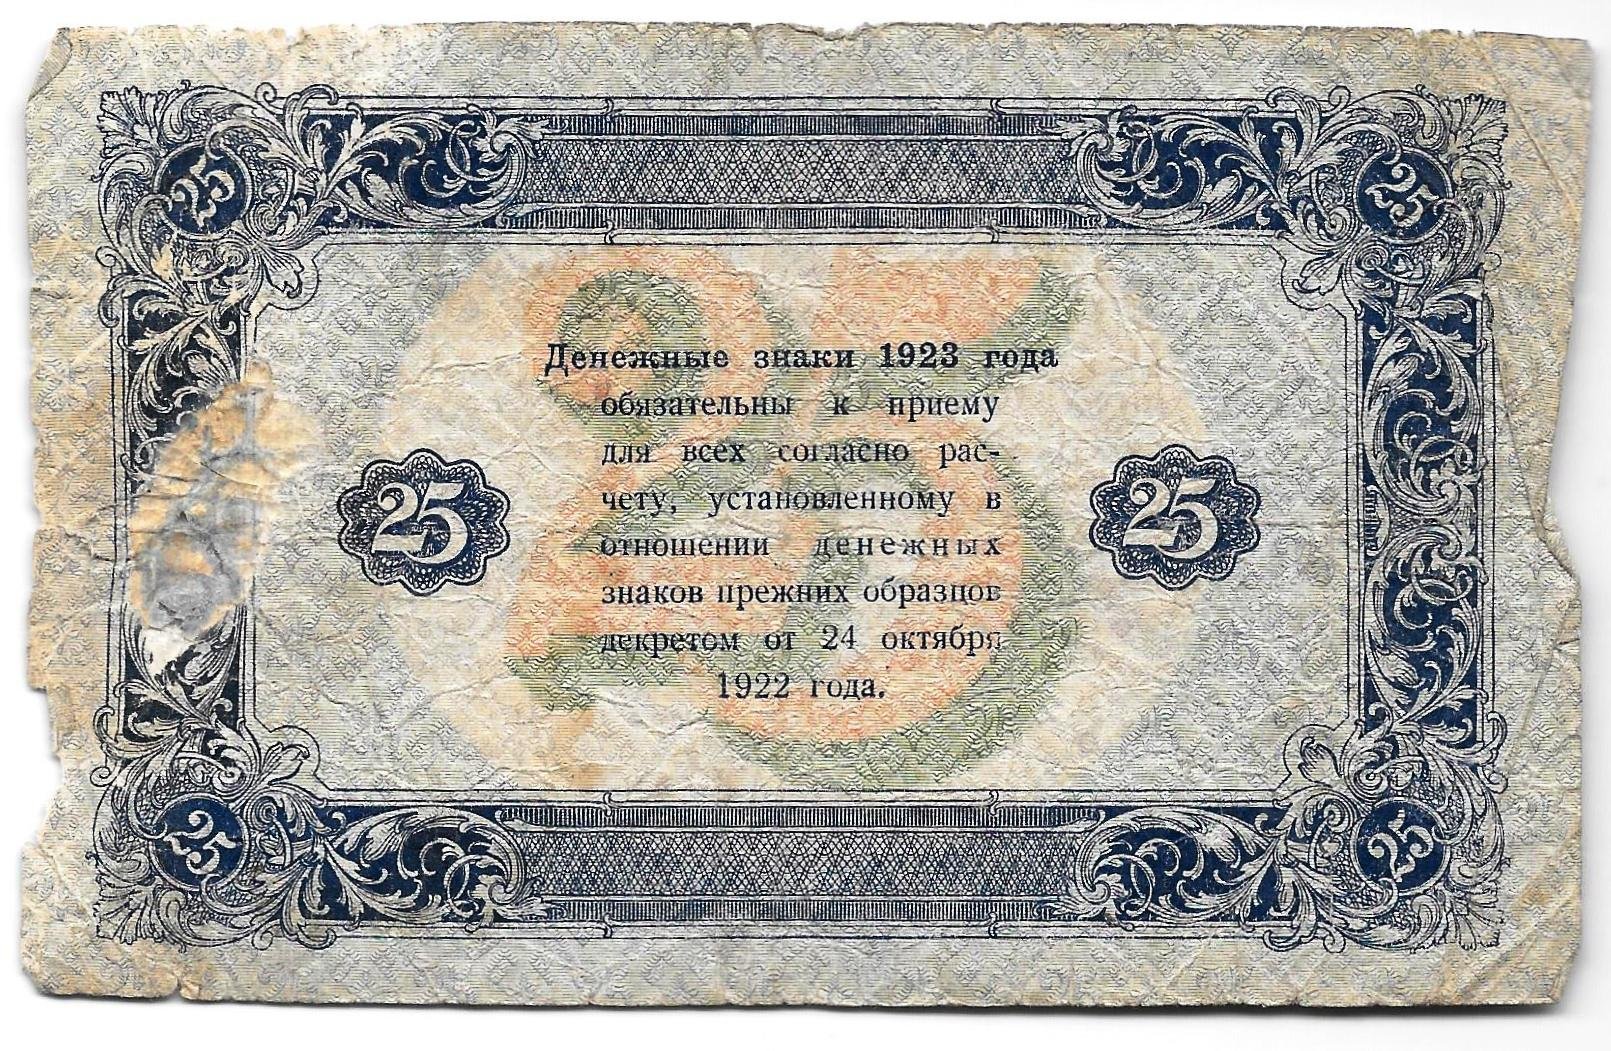 25 25
25
Денежные знаки 1923 года
обязательны к приему
для всех согласно рас-
чету, установленному в
отношении денежных
знаков прежних образцов
декретом от 24 октября
1922 года.
25 25
25 25